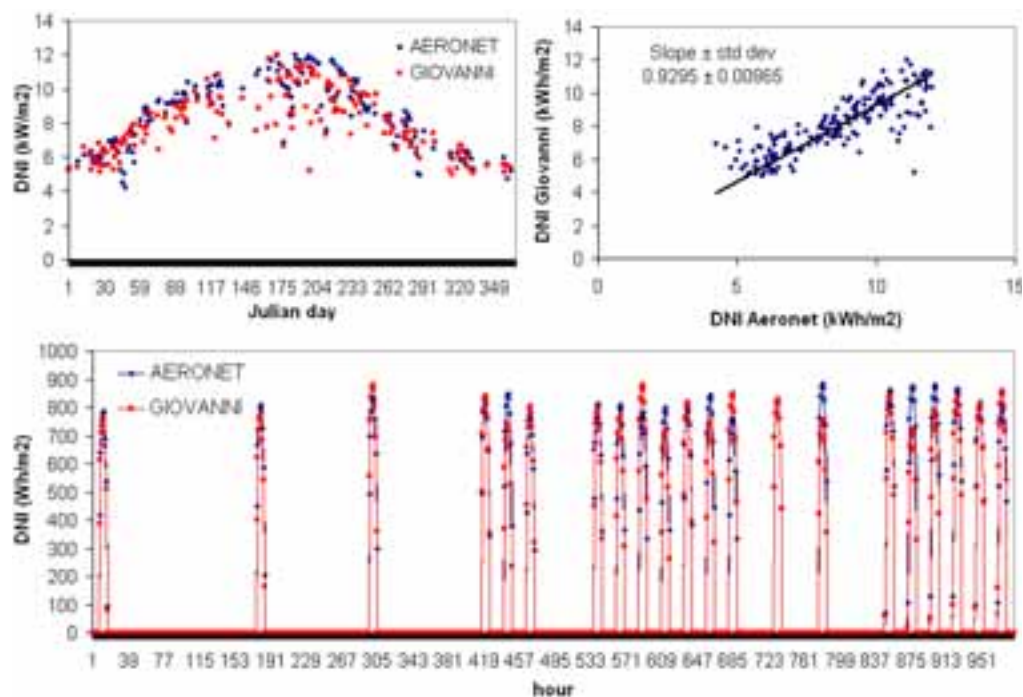 14
12
10
8
6
4
2
0
DNI (kW/m2)
AERONET
GIOVANNI
1 30 59 88 117 146 175 204 233 262 291 320 349
Julian day
14
12
10
8
6
4
2
0
DNI Giovanni (kWh/m2)
Slope ± std dev
0.9295 ± 0.00965
0 5 10 15
DNI Aeronet (kWh/m2)
1000
900
800
700
600
500
400
300
200
100
0
DNI (Wh/m2)
AERONET
GIOVANNI
1 39 77 115 153 191 229 267 305 343 381 419 457 495 533 571 609 647 685 723 761 799 837 875 913 951
hour